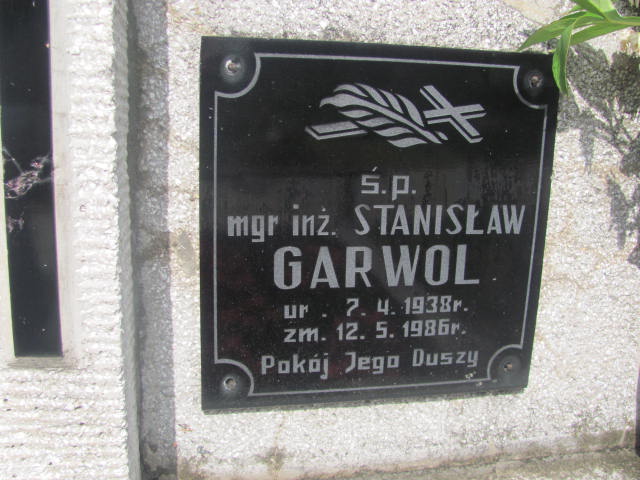 Ś.p.
mgr inż. STANISŁAW
GARWOL
ur. 7. 4. 1938r.
zm. 12. 5. 1986r.
Pokój Jego Duszy